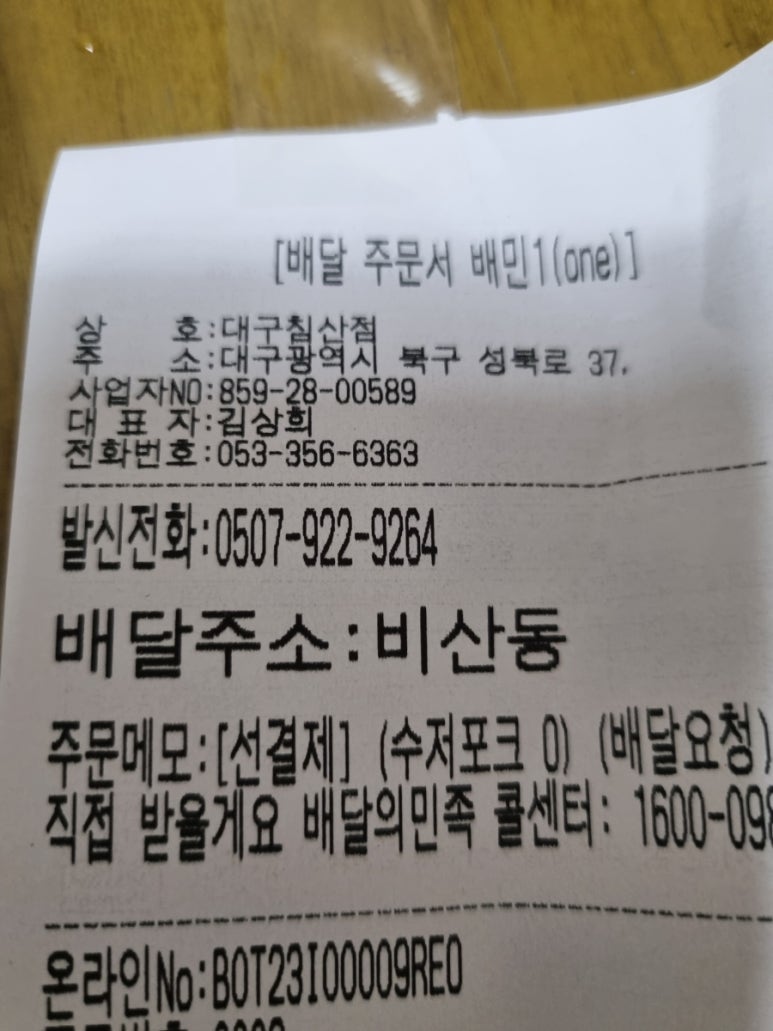 [배달 주문서 배민1(one)]
상 호:대구침산점
주 소:대구광역시 북구 성북로 37,
사업자NO:859-28-00589
대 표 자:김상희
전화번호:053-356-6363
발신전화:0507-922-9264
배달주소:비산동
주문메모:[선결제] (수저포크 O) (배달요청)
직접 받을게요 배달의민족 콜센터: 1600-098
온라인No:B0T23I00009RE0